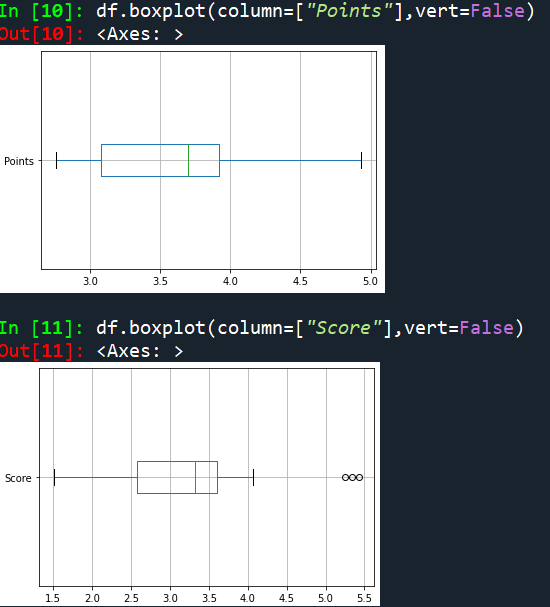 In [10]: df.boxplot(column=["Points"],vert=False)
Out[10]: <Axes: >
Points
3.0 3.5 4.0 4.5 5.0
In [11]: df.boxplot(column=["Score"],vert=False)
Out[11]: <Axes: >
Score
1.5 2.0 2.5 3.0 3.5 4.0 4.5 5.0 5.5